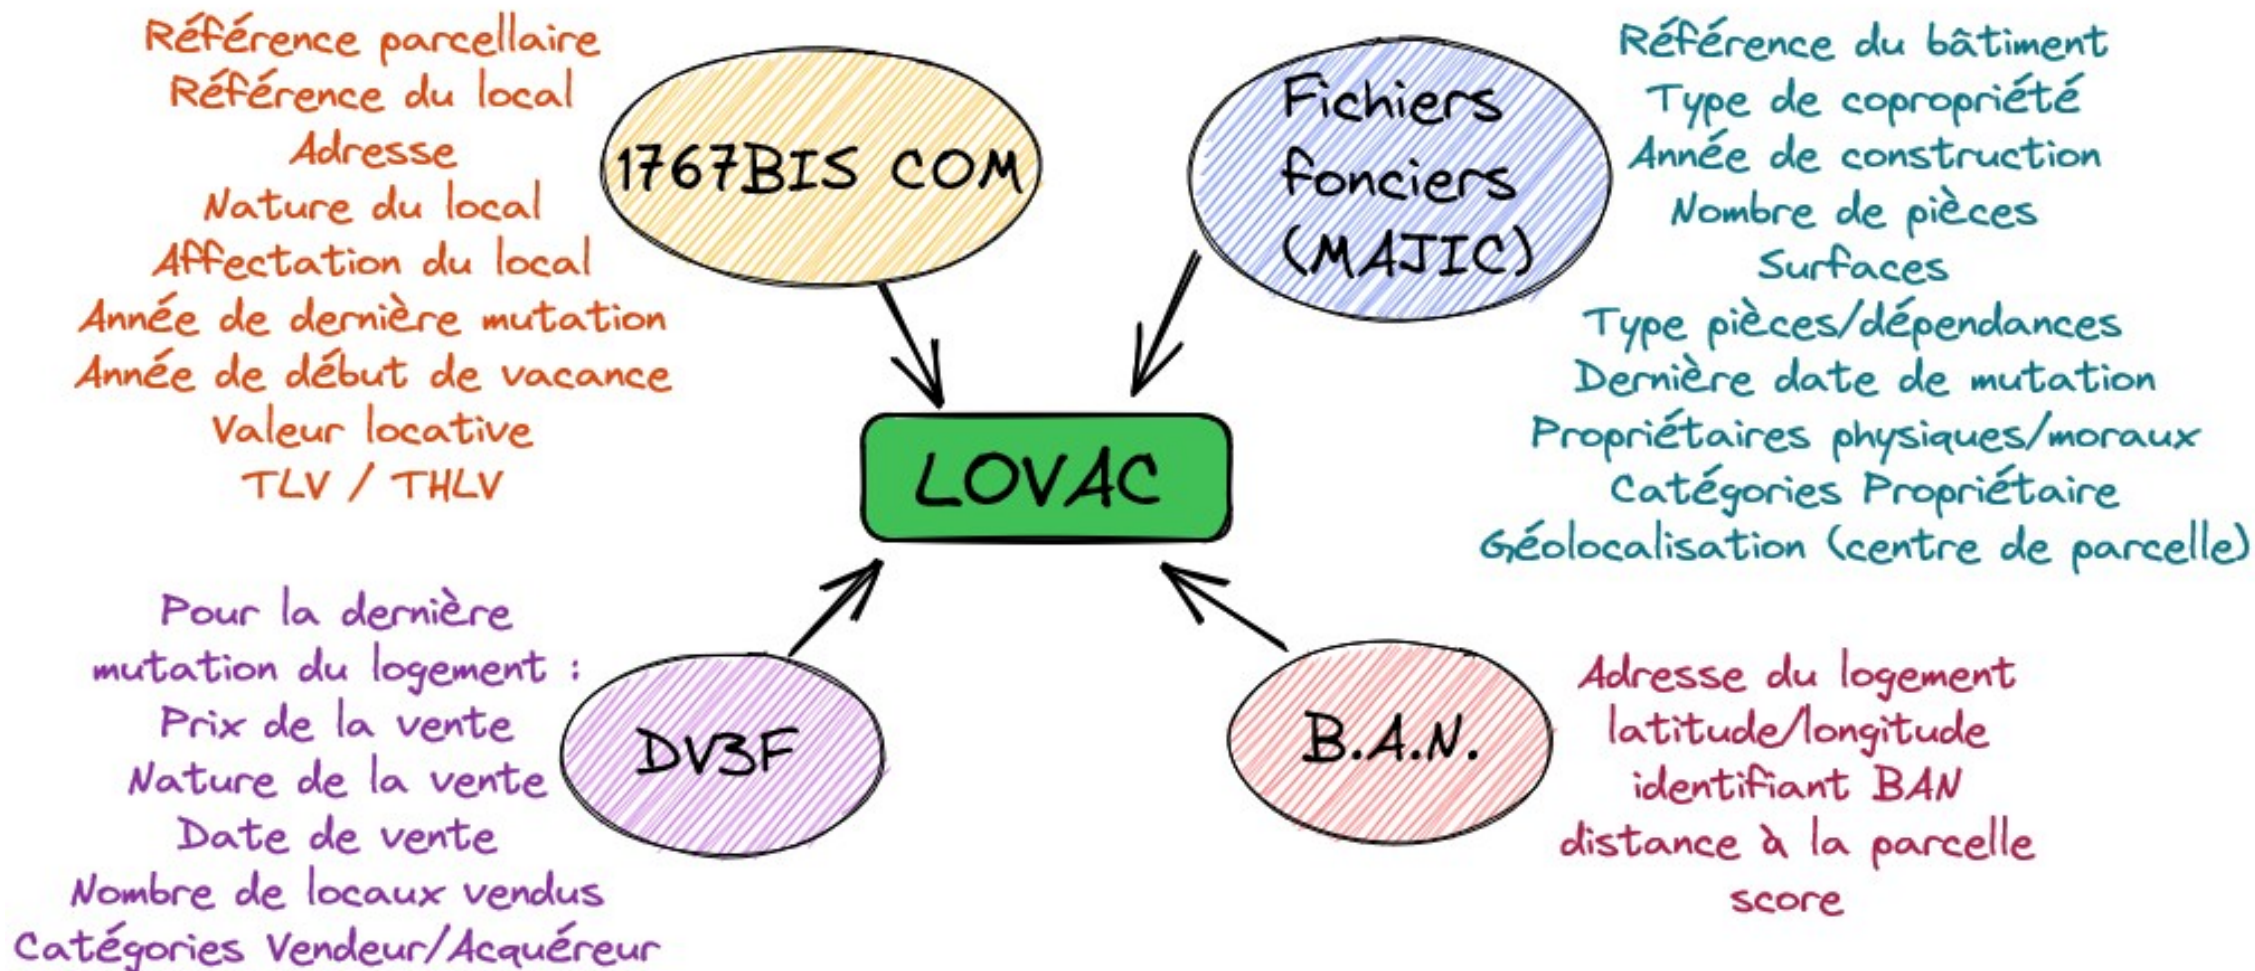 Référence parcellaire
Référence du local
Adresse
Nature du local
Affectation du local
Année de dernière mutation
Année de début de vacance
Valeur locative
TLV / THLV
1767BIS COM
Fichiers
fonciers
(MAJIC)
Référence du bâtiment
Type de copropriété
Année de construction
Nombre de pièces
Surfaces
Type pièces/dépendances
Dernière date de mutation
Propriétaires physiques/moraux
Catégories Propriétaire
Géolocalisation (centre de parcelle)
LOVAC
Pour la dernière
mutation du logement :
Prix de la vente
Nature de la vente
Date de vente
Nombre de locaux vendus
Catégories Vendeur/Acquéreur
DV3F
B.A.N.
Adresse du logement
latitude/longitude
identifiant BAN
distance à la parcelle
score